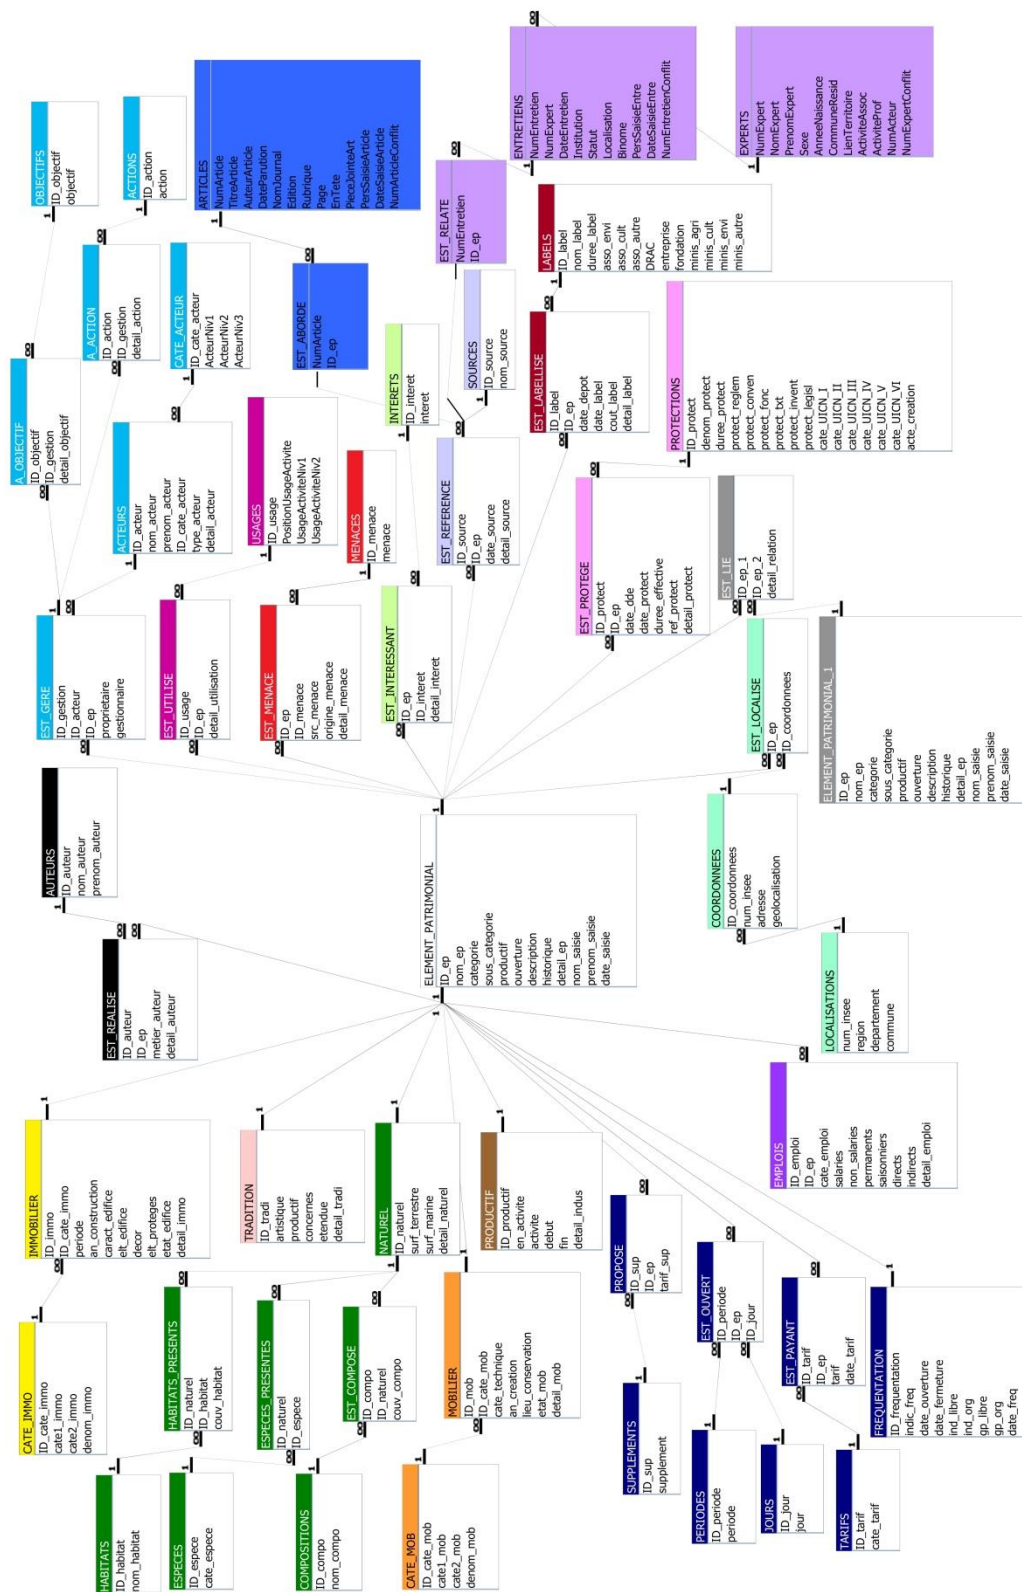 OBJECTIFS
ID_objectif
objectif
ACTIONS
ID_action
action
A_OBJECTIF
ID_objectif
ID_gestion
detail_objectif
A_ACTION
ID_action
ID_gestion
detail_action
CATE_ACTEUR
ID_cate_acteur
ActeurNiv1
ActeurNiv2
ActeurNiv3
ACTEURS
ID_acteur
nom_acteur
prenom_acteur
ID_cate_acteur
type_acteur
detail_acteur
EST_GERE
ID_gestion
ID_acteur
ID_ep
proprietaire
gestionnaire
ARTICLES
NumArticle
TitreArticle
AuteurArticle
DateParution
NomJournal
Edition
Rubrique
Page
EnTete
PieceJointeArt
PersSaisieArticle
DateSaisieArticle
NumArticleConflit
EST_ABORDE
NumArticle
ID_ep
USAGES
ID_usage
PositionUsageActivite
UsageActiviteNiv1
UsageActiviteNiv2
EST_UTILISE
ID_usage
ID_ep
detail_utilisation
MENACES
ID_menace
menace
EST_MENACE
ID_ep
ID_menace
src_menace
origine_menace
detail_menace
INTERETS
ID_interet
interet
EST_INTERESSANT
ID_ep
ID_interet
detail_interet
SOURCES
ID_source
nom_source
EST_REFERENCE
ID_source
ID_ep
date_source
detail_source
EST_RELATE
NumEntretien
ID_ep
ENTRETIENS
NumEntretien
NumExpert
DateEntretien
Institution
Statut
Localisation
Binome
PersSaisieEntre
DateSaisieEntre
NumEntretienConflit
EXPERTS
NumExpert
NomExpert
PrenomExpert
Sexe
AnneeNaissance
CommuneResid
LienTerritoire
ActiviteAssoc
ActiviteProf
NumActeur
NumExpertConflit
LABELS
ID_label
nom_label
duree_label
asso_envi
asso_cult
asso_autre
DRAC
entreprise
fondation
minis_agri
minis_cult
minis_envi
minis_autre
EST_LABELLISE
ID_label
ID_ep
date_depot
date_label
cout_label
detail_label
PROTECTIONS
ID_protect
denom_protect
duree_protect
protect_reglem
protect_conven
protect_fonc
protect_txt
protect_invent
protect_legisl
cate_UICN_I
cate_UICN_II
cate_UICN_III
cate_UICN_IV
cate_UICN_V
cate_UICN_VI
acte_creation
EST_PROTEGE
ID_protect
ID_ep
date_dde
date_protect
duree_effective
ref_protect
detail_protect
EST_LIE
ID_ep_1
ID_ep_2
detail_relation
EST_LOCALISE
ID_ep
ID_coordonnees
ELEMENT_PATRIMONIAL_1
ID_ep
nom_ep
categorie
sous_categorie
productif
ouverture
description
historique
detail_ep
nom_saisie
prenom_saisie
date_saisie
COORDONNEES
ID_coordonnees
num_insee
adresse
geolocalisation
LOCALISATIONS
num_insee
region
departement
commune
AUTEURS
ID_auteur
nom_auteur
prenom_auteur
EST_REALISE
ID_auteur
ID_ep
metier_auteur
detail_auteur
ELEMENT_PATRIMONIAL
ID_ep
nom_ep
categorie
sous_categorie
productif
ouverture
description
historique
detail_ep
nom_saisie
prenom_saisie
date_saisie
IMMOBILIER
ID_immo
ID_cate_immo
periode
an_construction
caract_edifice
elt_edifice
decor
elt_proteges
etat_edifice
detail_immo
CATE_IMMO
ID_cate_immo
cate1_immo
cate2_immo
denom_immo
TRADITION
ID_tradi
artistique
productif
concernes
etendue
detail_tradi
NATUREL
ID_naturel
surf_terrestre
surf_marine
detail_naturel
HABITATS_PRESENTS
ID_naturel
ID_habitat
couv_habitat
HABITATS
ID_habitat
nom_habitat
ESPECES_PRESENTES
ID_naturel
ID_espece
ESPECES
ID_espece
cate_espece
EST_COMPOSE
ID_compo
ID_naturel
couv_compo
COMPOSITIONS
ID_compo
nom_compo
MOBILIER
ID_mob
ID_cate_mob
cate_technique
an_creation
lieu_conservation
etat_mob
detail_mob
CATE_MOB
ID_cate_mob
cate1_mob
cate2_mob
denom_mob
PRODUCTIF
ID_productif
en_activite
activite
debut
fin
detail_indus
PROPOSE
ID_sup
ID_ep
tarif_sup
SUPPLEMENTS
ID_sup
supplement
EST_OUVERT
ID_periode
ID_ep
ID_jour
PERIODES
ID_periode
periode
JOURS
ID_jour
jour
EST_PAYANT
ID_tarif
ID_ep
tarif
date_tarif
TARIFS
ID_tarif
cate_tarif
FREQUENTATION
ID_frequentation
indic_freq
date_ouverture
date_fermeture
ind_libre
ind_org
gp_libre
gp_org
date_freq
EMPLOIS
ID_emploi
ID_ep
cate_emploi
salaries
non_salaries
permanents
saisonniers
directs
indirects
detail_emploi